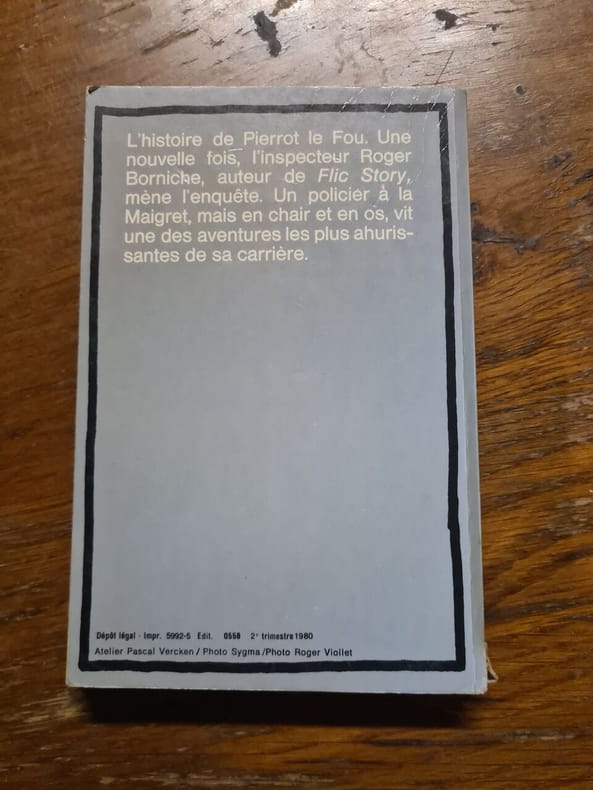 L'histoire de Pierrot le Fou. Une
nouvelle fois, l'inspecteur Roger
Borniche, auteur de Flic Story,
mène l'enquête. Un policier à la
Maigret, mais en chair et en os, vit
une des aventures les plus ahuris-
santes de sa carrière.
Dépôt légal - Impr. 5992-5 Edit. 0558 2e trimestre 1980
Atelier Pascal Vercken / Photo Sygma / Photo Roger Viollet